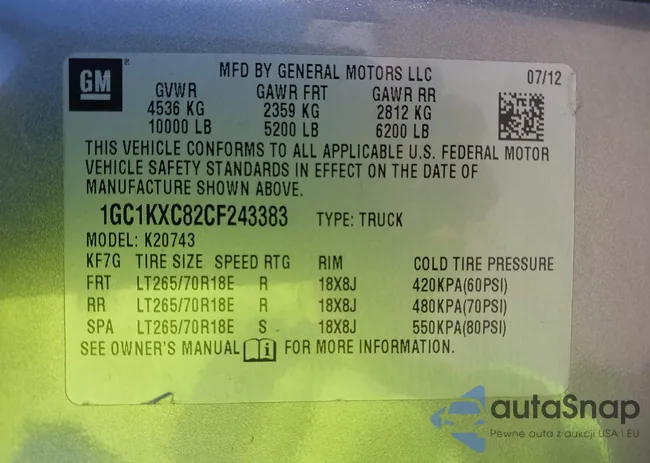 GM
®
MFD BY GENERAL MOTORS LLC 07/12
GVWR GAWR FRT GAWR RR
4536 KG 2359 KG 2812 KG
10000 LB 5200 LB 6200 LB
THIS VEHICLE CONFORMS TO ALL APPLICABLE U.S. FEDERAL MOTOR
VEHICLE SAFETY STANDARDS IN EFFECT ON THE DATE OF
MANUFACTURE SHOWN ABOVE.
1GC1KXC82CF243383 TYPE: TRUCK
MODEL: K20743
KF7G TIRE SIZE SPEED RTG RIM COLD TIRE PRESSURE
FRT LT265/70R18E R 18X8J 420KPA(60PSI)
RR LT265/70R18E R 18X8J 480KPA(70PSI)
SPA LT265/70R18E S 18X8J 550KPA(80PSI)
SEE OWNER'S MANUAL i FOR MORE INFORMATION.
autaSnap
Pewne auta z aukcji USA i EU